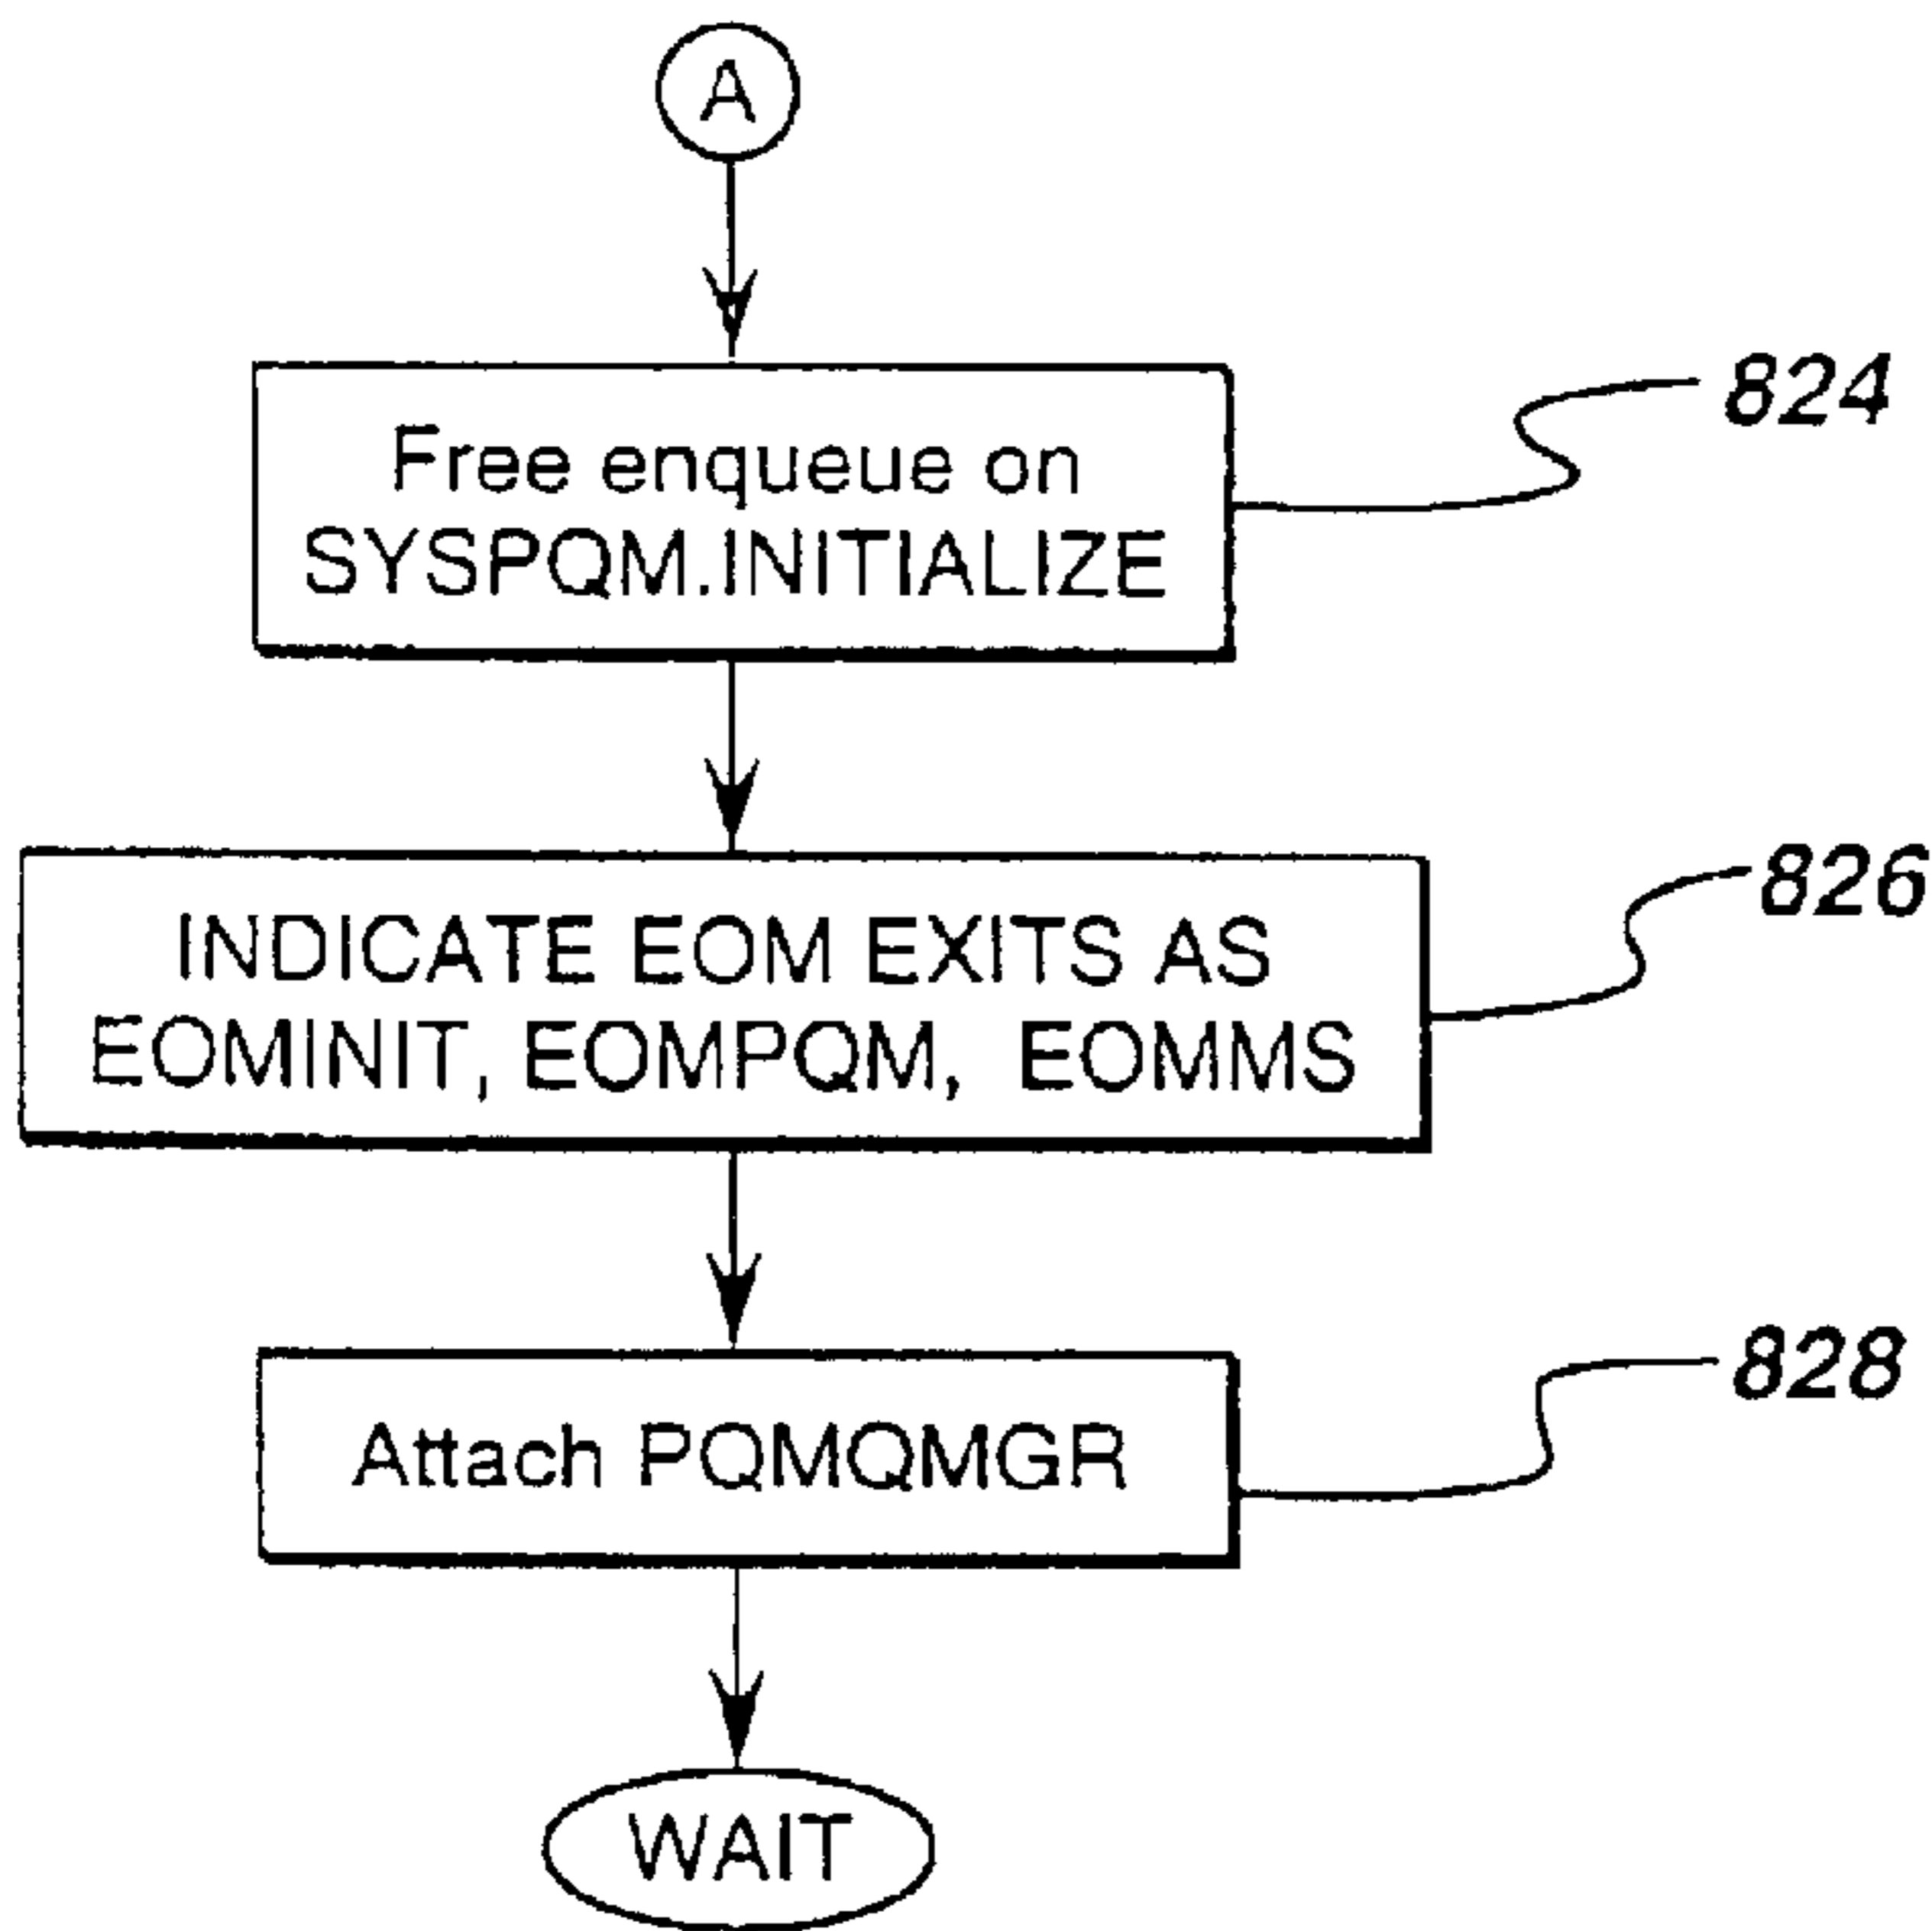 A
Free enqueue on
SYSPQM.INITIALIZE
824
INDICATE EOM EXITS AS
EOMINIT, EOMPQM, EOMMS
826
Attach PQMQMGR
828
WAIT